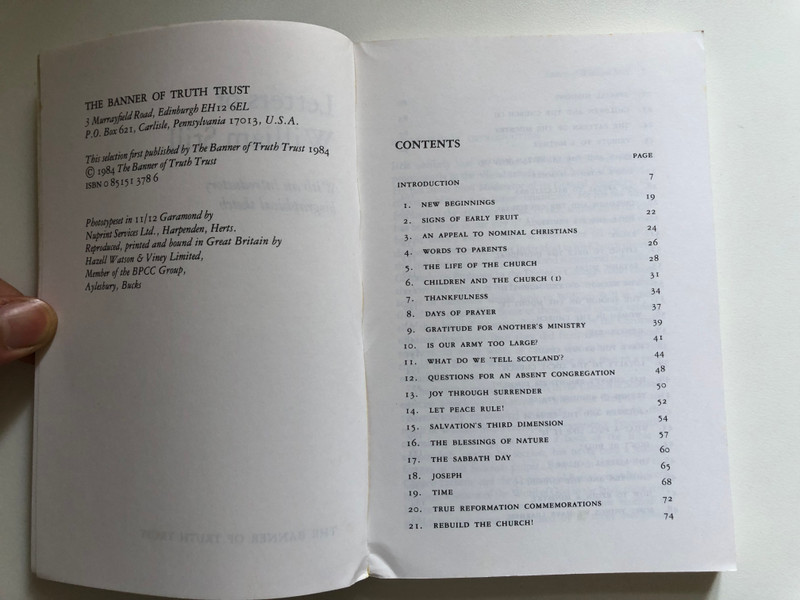 THE BANNER OF TRUTH TRUST
3 Murrayfield Road, Edinburgh EH12 6EL
P.O. Box 621, Carlisle, Pennsylvania 17013, U.S.A.
This selection first published by The Banner of Truth Trust 1984
© 1984 The Banner of Truth Trust
ISBN 0 85151 378 6
Phototypeset in 11/12 Garamond by
Nuprint Services Ltd., Harpenden, Herts.
Reproduced, printed and bound in Great Britain by
Hazell Watson & Viney Limited,
Member of the BPCC Group,
Aylesbury, Bucks
CONTENTS
PAGE
INTRODUCTION 7
1. NEW BEGINNINGS 19
2. SIGNS OF EARLY FRUIT 22
3. AN APPEAL TO NOMINAL CHRISTIANS 24
4. WORDS TO PARENTS 26
5. THE LIFE OF THE CHURCH 28
6. CHILDREN AND THE CHURCH (1) 31
7. THANKFULNESS 34
8. DAYS OF PRAYER 37
9. GRATITUDE FOR ANOTHER'S MINISTRY 39
10. IS OUR ARMY TOO LARGE? 41
11. WHAT DO WE 'TELL SCOTLAND'? 44
12. QUESTIONS FOR AN ABSENT CONGREGATION 48
13. JOY THROUGH SURRENDER 50
14. LET PEACE RULE! 52
15. SALVATION'S THIRD DIMENSION 54
16. THE BLESSINGS OF NATURE 57
17. THE SABBATH DAY 60
18. JOSEPH 65
19. TIME 68
20. TRUE REFORMATION COMMEMORATIONS 72
21. REBUILD THE CHURCH! 74